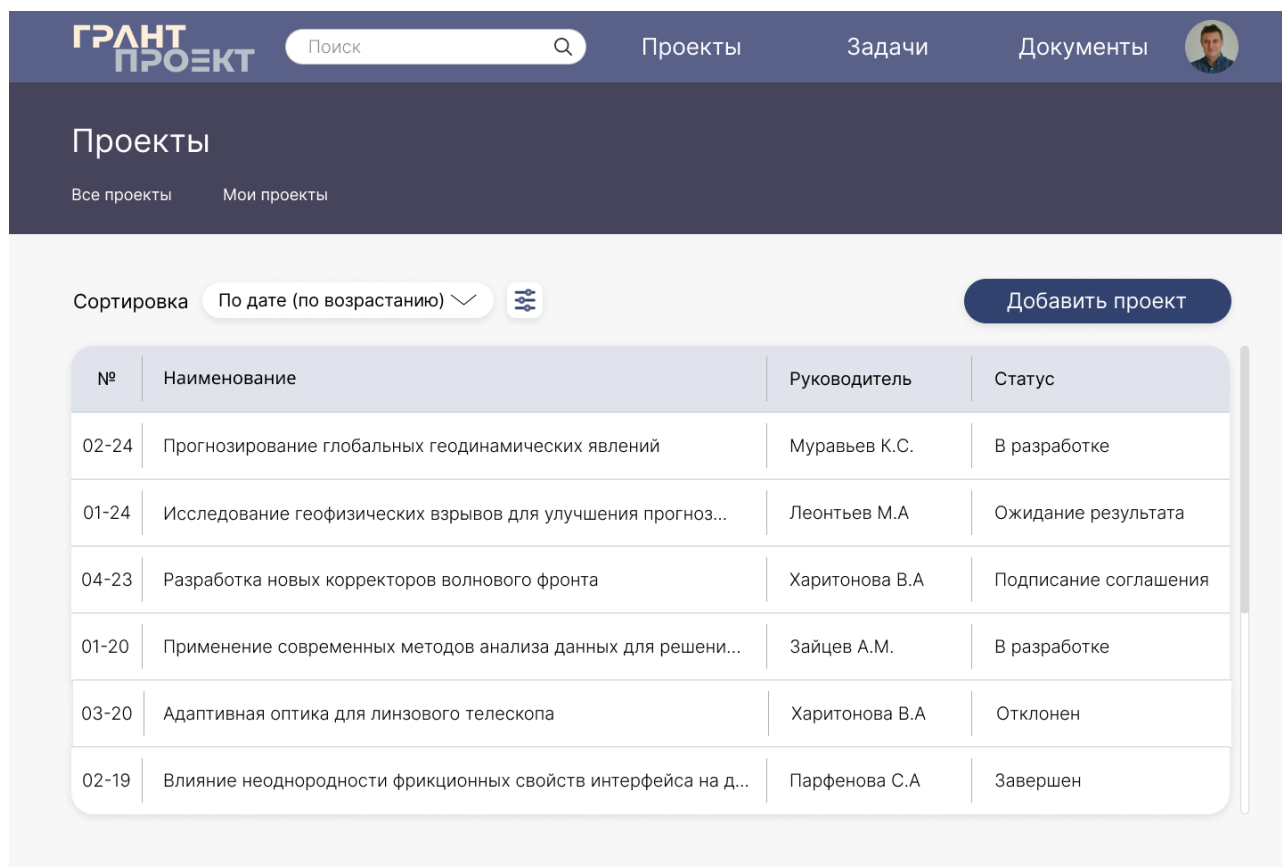 ГРАНТ
ПРОЕКТ
Поиск
Проекты
Задачи
Документы
Проекты
Все проекты Мои проекты
Сортировка По дате (по возрастанию) Добавить проект
№ Наименование Руководитель Статус
02-24 Прогнозирование глобальных геодинамических явлений Муравьев К.С. В разработке
01-24 Исследование геофизических взрывов для улучшения прогноз... Леонтьев М.А Ожидание результата
04-23 Разработка новых корректоров волнового фронта Харитонова В.А Подписание соглашения
01-20 Применение современных методов анализа данных для решени... Зайцев А.М. В разработке
03-20 Адаптивная оптика для линзового телескопа Харитонова В.А Отклонен
02-19 Влияние неоднородности фрикционных свойств интерфейса на д... Парфенова С.А Завершен